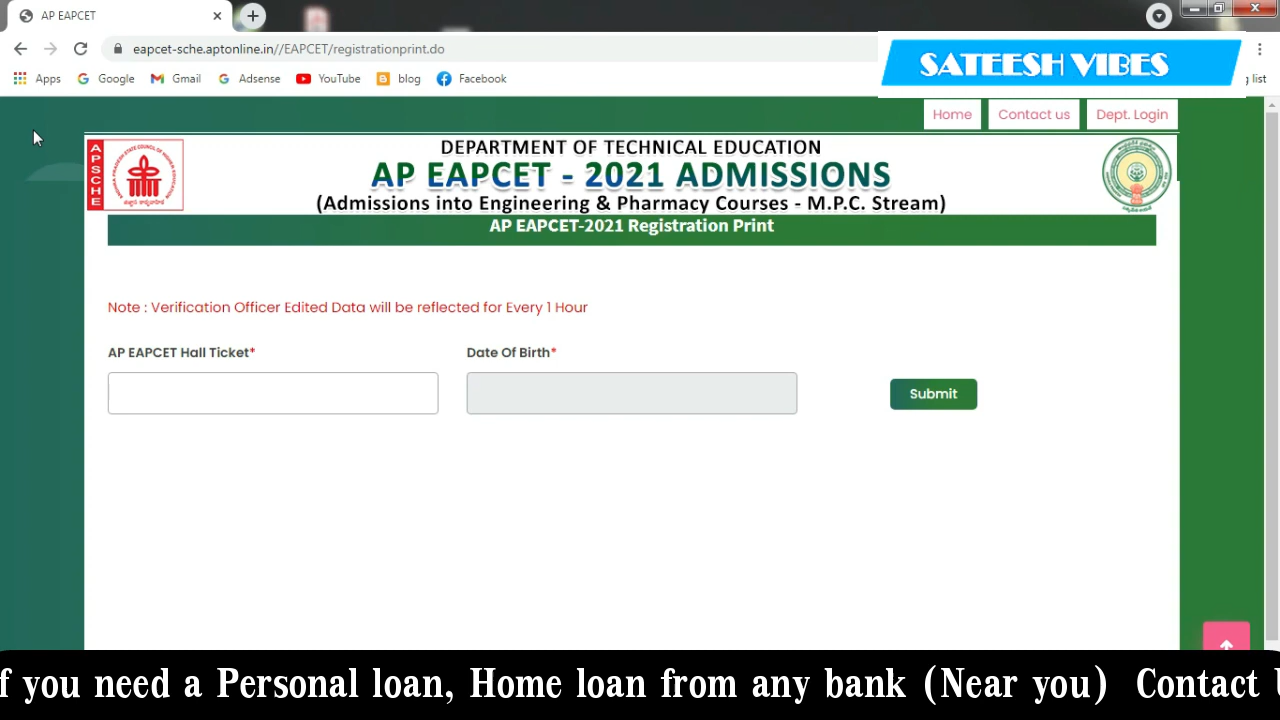 AP EAPCET
eapcet-sche.aptonline.in//EAPCET/registrationprint.do
SATEESH VIBES
Apps Google Gmail Adsense YouTube blog Facebook
list
Home Contact us Dept. Login
APSCHE
DEPARTMENT OF TECHNICAL EDUCATION
AP EAPCET - 2021 ADMISSIONS
(Admissions into Engineering & Pharmacy Courses - M.P.C. Stream)
AP EAPCET-2021 Registration Print
Note : Verification Officer Edited Data will be reflected for Every 1 Hour
AP EAPCET Hall Ticket* Date Of Birth*
Submit
f you need a Personal loan, Home loan from any bank (Near you) Contact